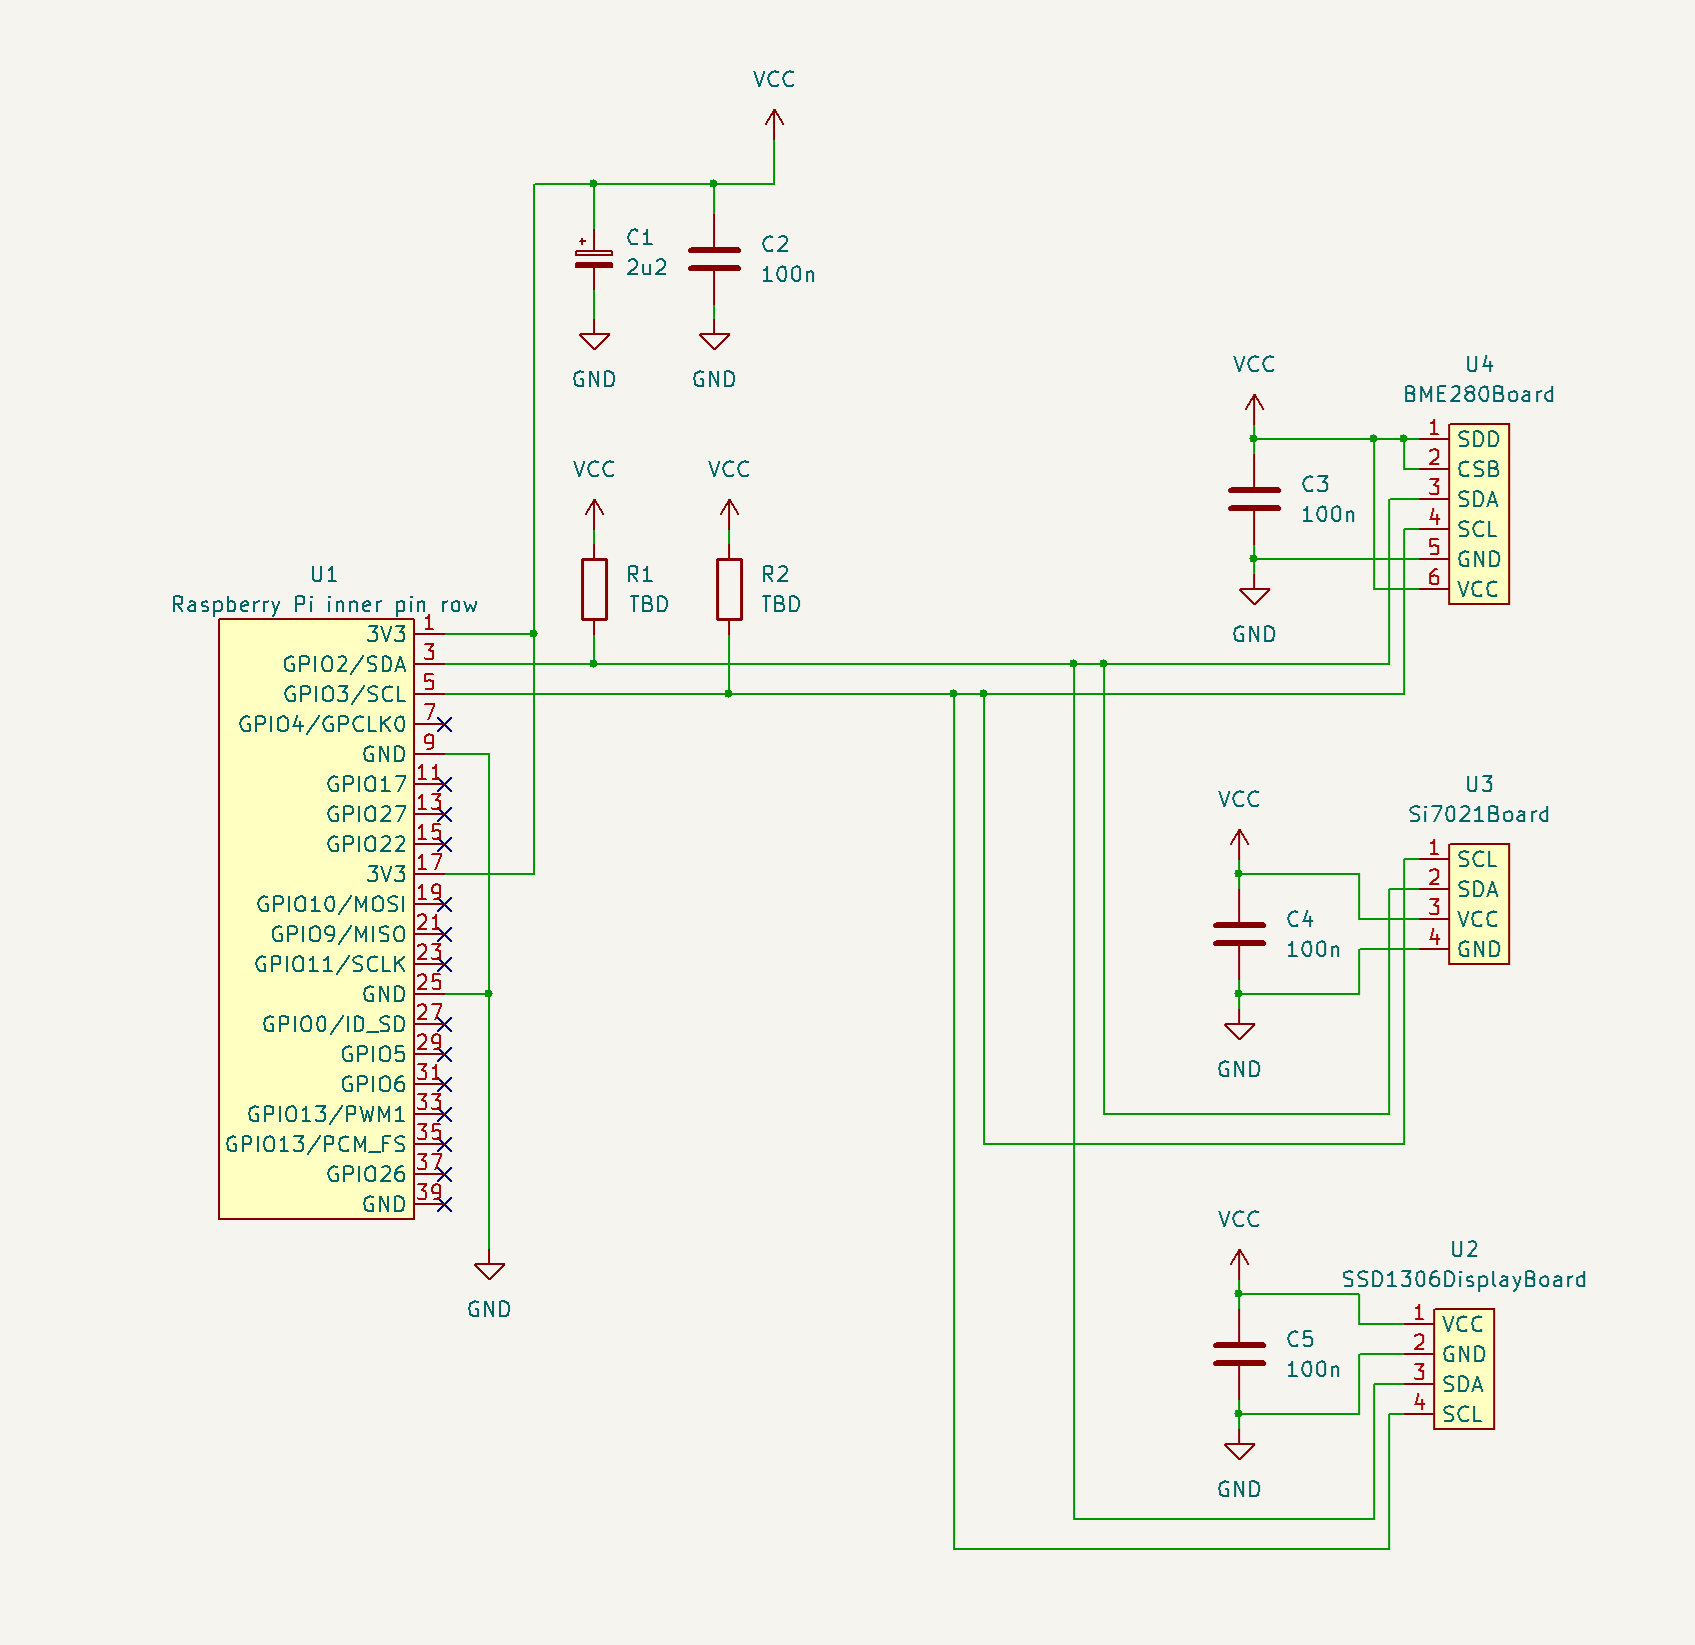 VCC
+
C1
2u2
C2
100n
GND
GND
VCC
VCC
R1
TBD
R2
TBD
U1
Raspberry Pi inner pin row
3V3 1
GPIO2/SDA 3
GPIO3/SCL 5
GPIO4/GPCLK0 7
GND 9
GPIO17 11
GPIO27 13
GPIO22 15
3V3 17
GPIO10/MOSI 19
GPIO9/MISO 21
GPIO11/SCLK 23
GND 25
GPIO0/ID_SD 27
GPIO5 29
GPIO6 31
GPIO13/PWM1 33
GPIO13/PCM_FS 35
GPIO26 37
GND 39
GND
VCC
C3
100n
GND
U4
BME280Board
1 SDD
2 CSB
3 SDA
4 SCL
5 GND
6 VCC
VCC
C4
100n
GND
U3
Si7021Board
1 SCL
2 SDA
3 VCC
4 GND
VCC
C5
100n
GND
U2
SSD1306DisplayBoard
1 VCC
2 GND
3 SDA
4 SCL